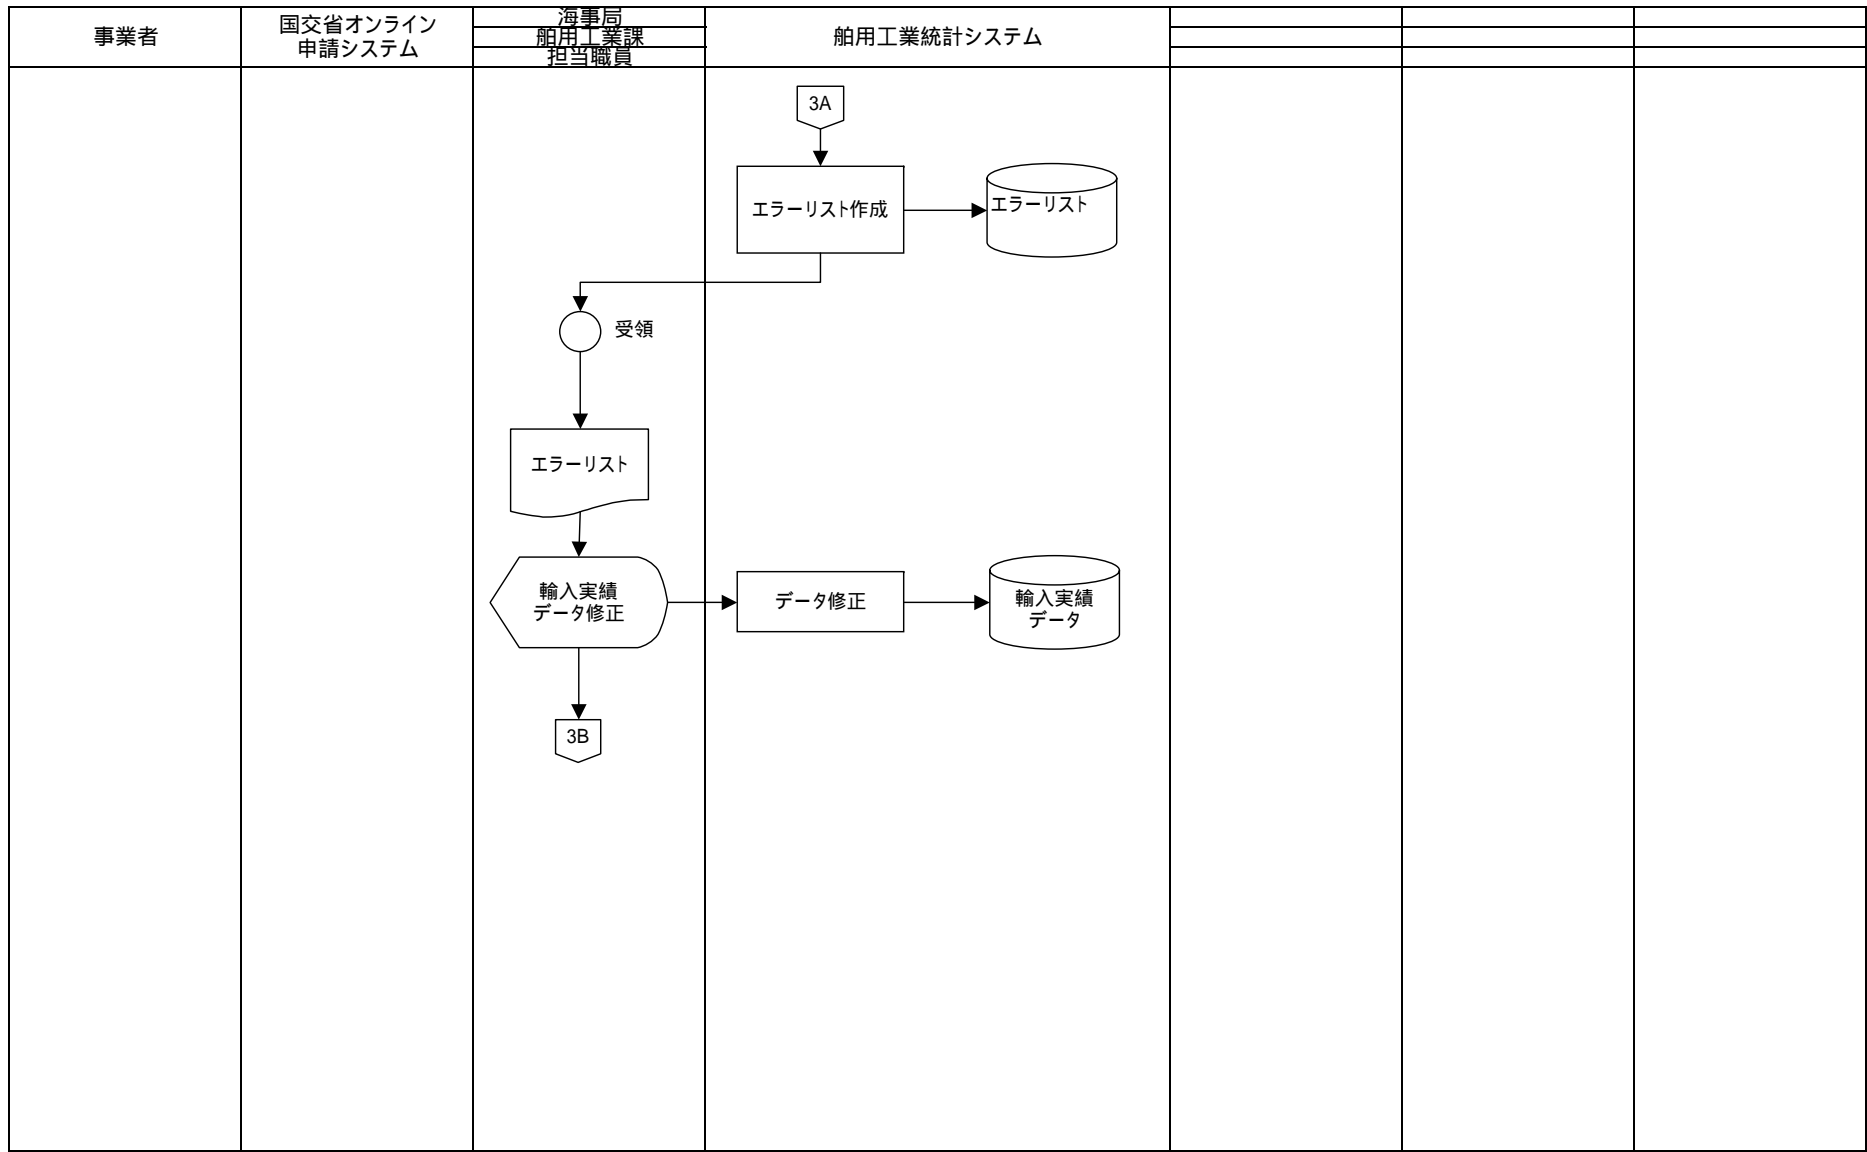 事業者
国交省オンライン
申請システム
海事局
舶用工業課
担当職員
舶用工業統計システム
3A
エラーリスト作成
エラーリスト
受領
エラーリスト
輸入実績
データ修正
データ修正
輸入実績
データ
3B